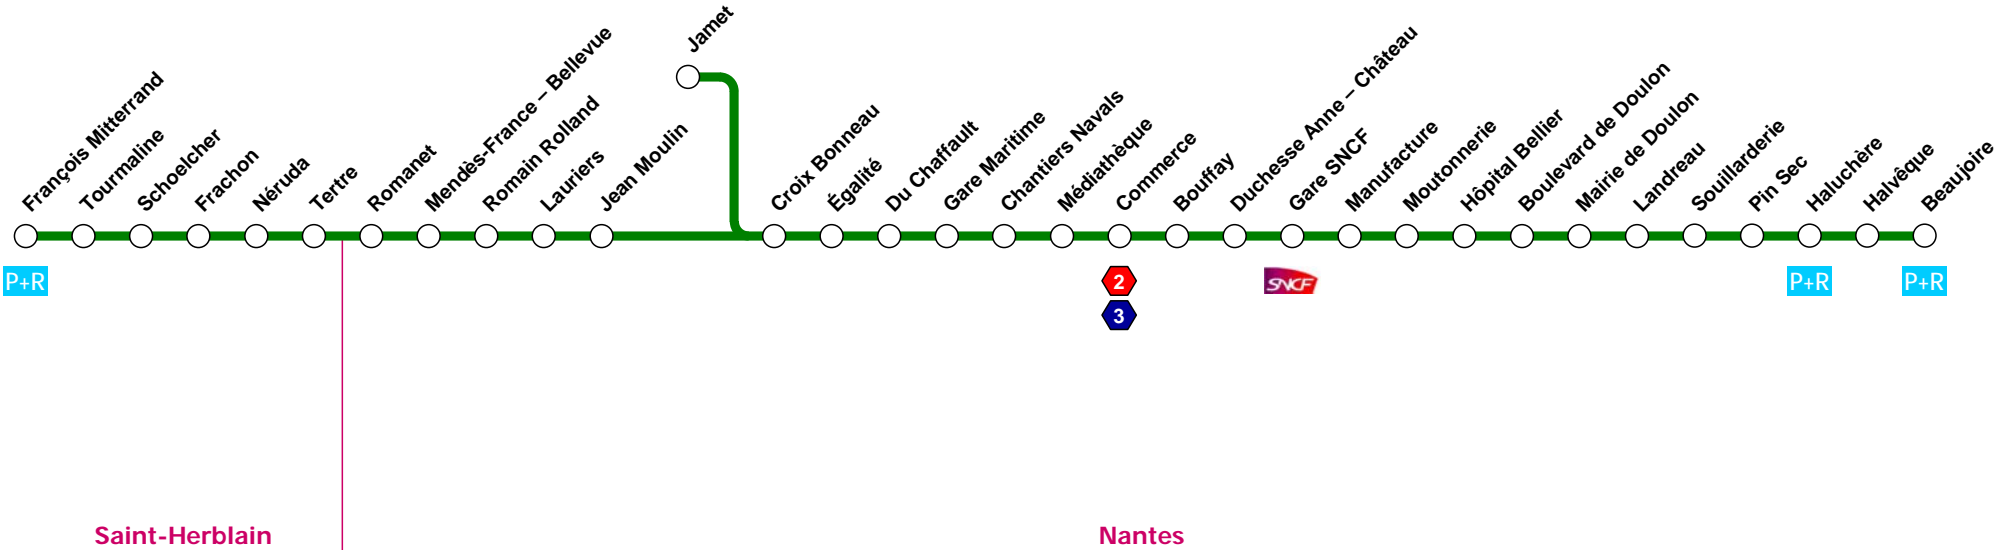 Jamet
François Mitterrand
Tourmaline
Schoelcher
Frachon
Néruda
Tertre
Romanet
Mendès-France – Bellevue
Romain Rolland
Lauriers
Jean Moulin
Croix Bonneau
Égalité
Du Chaffault
Gare Maritime
Chantiers Navals
Médiathèque
Commerce
Bouffay
Duchesse Anne – Château
Gare SNCF
Manufacture
Moutonnerie
Hôpital Bellier
Boulevard de Doulon
Mairie de Doulon
Landreau
Souillarderie
Pin Sec
Haluchère
Halvêque
Beaujoire
P+R
2
SNCF
P+R
P+R
3
Saint-Herblain
Nantes